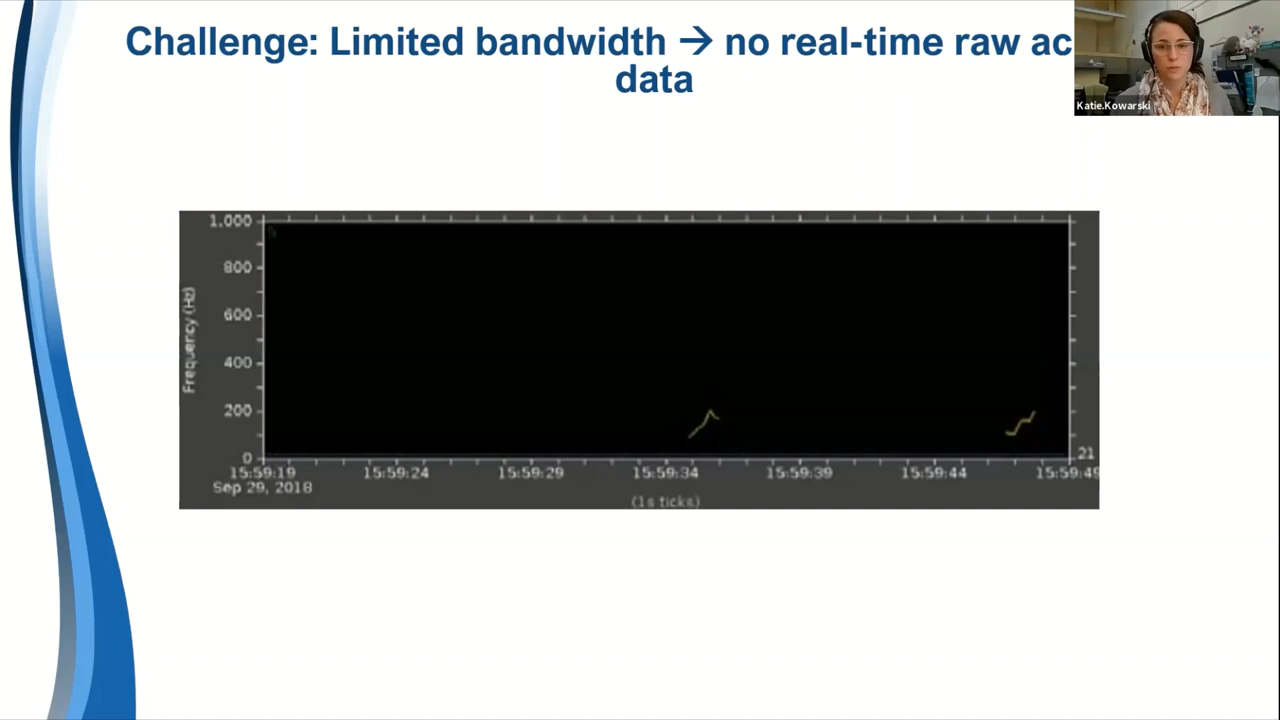 Challenge: Limited bandwidth → no real-time raw ac
data
Katie.Kowarski
1,000
800
600
400
200
0
Frequency (Hz)
21
15:59:19 15:59:24 15:59:29 15:59:34 15:59:39 15:59:44 15:59:49
Sep 29, 2018
(1s ticks)